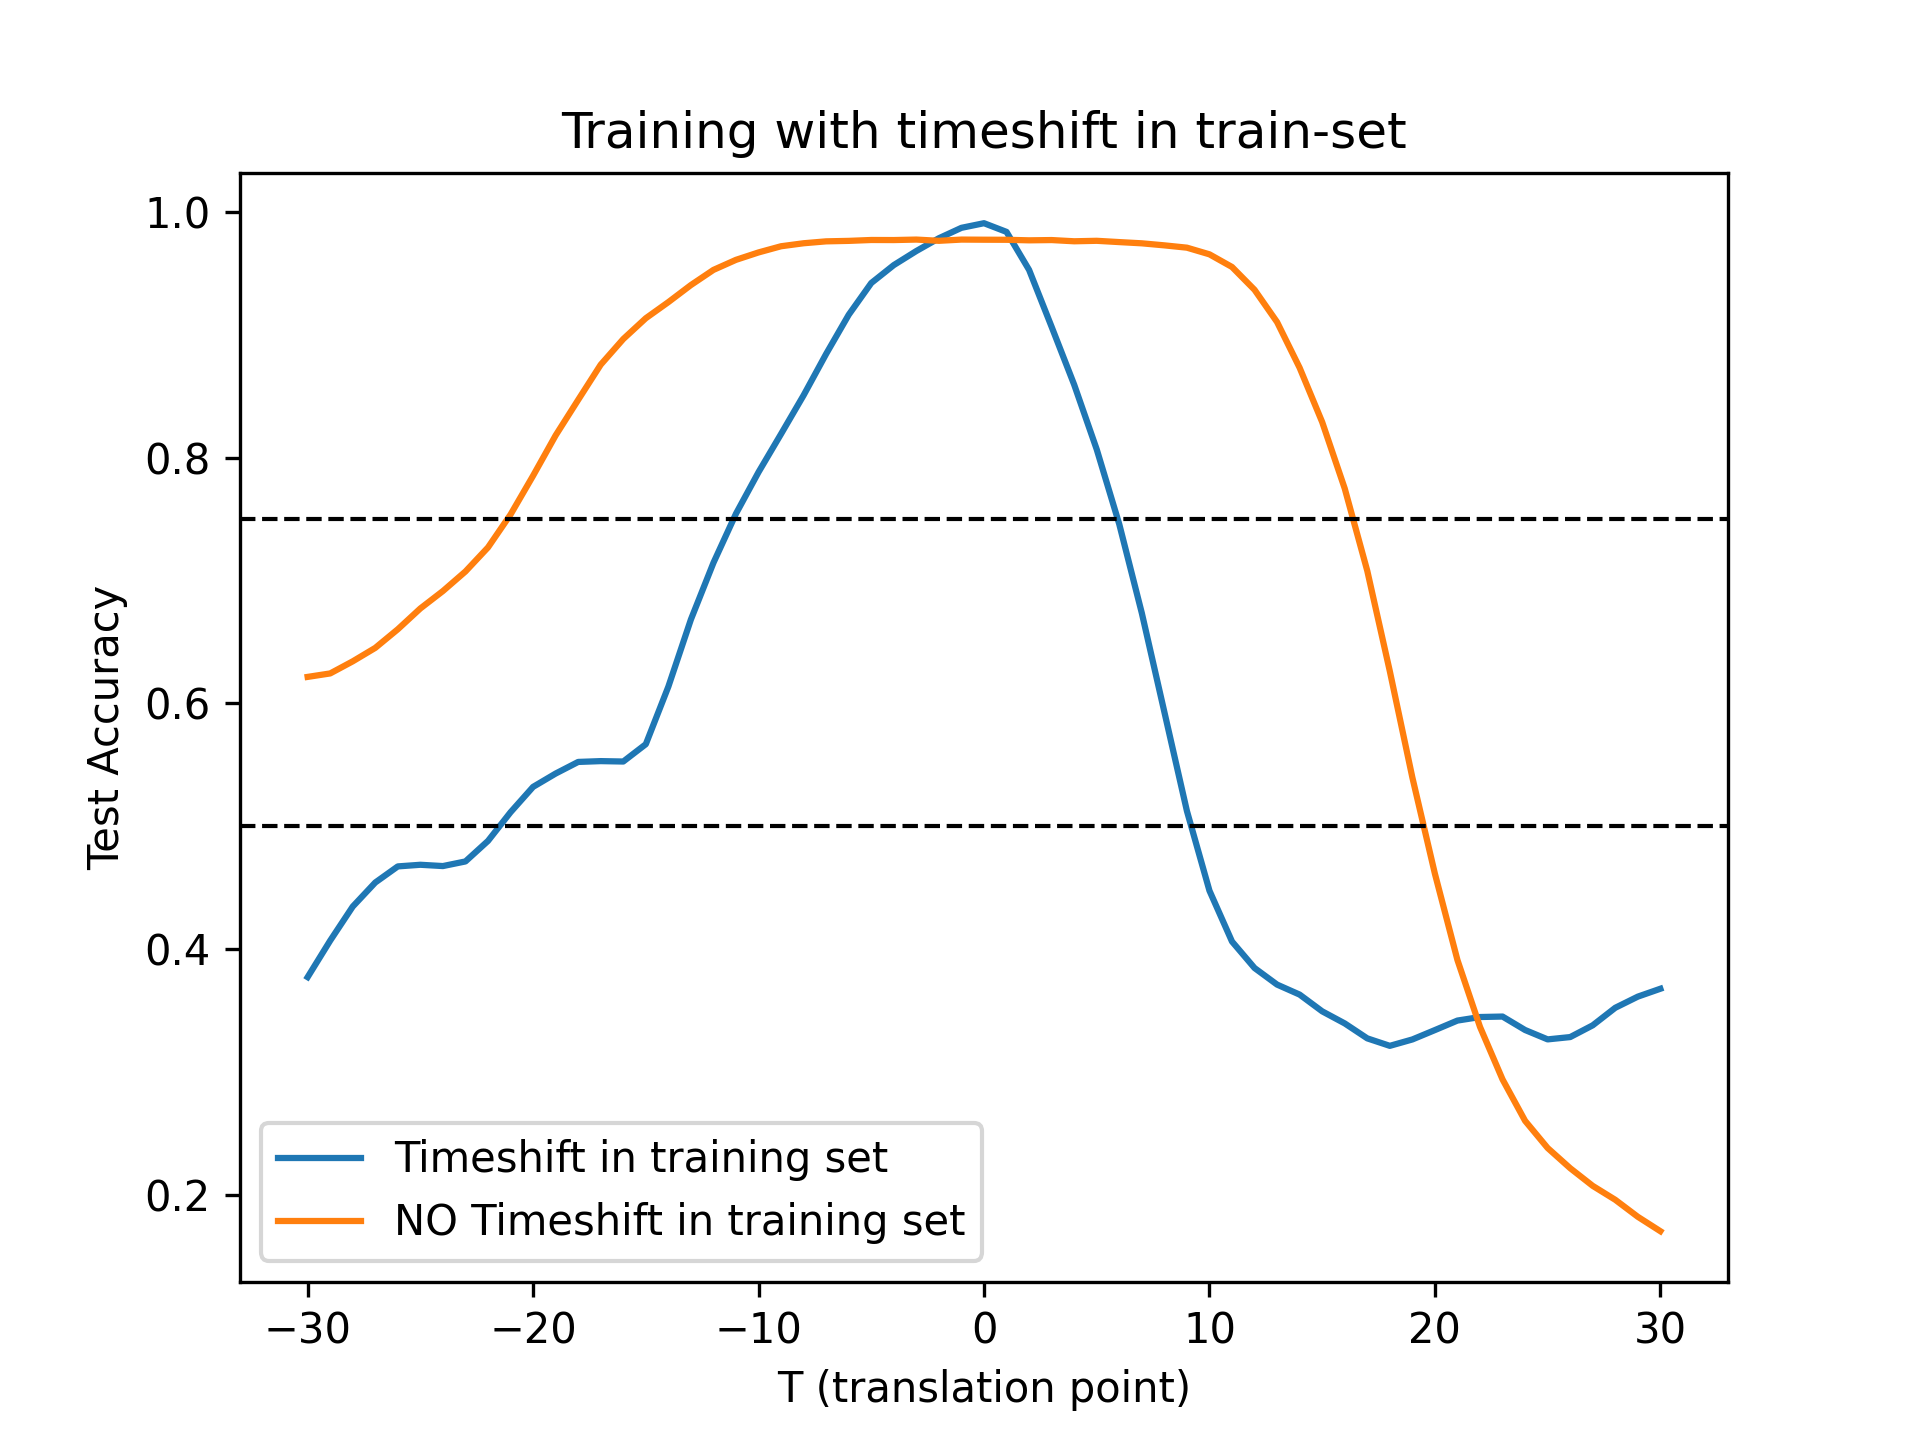 Training with timeshift in train-set
1.0
0.8
0.6
0.4
0.2
Test Accuracy
Timeshift in training set
NO Timeshift in training set
−30 −20 −10 0 10 20 30
T (translation point)